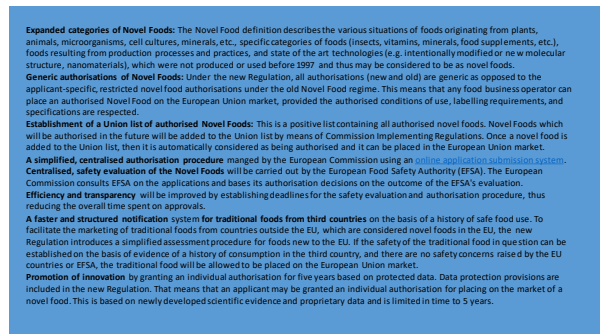 Expanded categories of Novel Foods: The Novel Food definition describes the various situations of foods originating from plants,
animals, microorganisms, cell cultures, minerals, etc., specific categories of foods (insects, vitamins, minerals, food supplements, etc.),
foods resulting from production processes and practices, and state of the art technologies (e.g. intentionally modified or new molecular
structure, nanomaterials), which were not produced or used before 1997 and thus may be considered to be as novel foods.
Generic authorisations of Novel Foods: Under the new Regulation, all authorisations (new and old) are generic as opposed to the
applicant-specific, restricted novel food authorisations under the old Novel Food regime. This means that any food business operator can
place an authorised Novel Food on the European Union market, provided the authorised conditions of use, labelling requirements, and
specifications are respected.
Establishment of a Union list of authorised Novel Foods: This is a positive list containing all authorised novel foods. Novel Foods which
will be authorised in the future will be added to the Union list by means of Commission Implementing Regulations. Once a novel food is
added to the Union list, then it is automatically considered as being authorised and it can be placed in the European Union market.
A simplified, centralised authorisation procedure manged by the European Commission using an online application submission system.
Centralised, safety evaluation of the Novel Foods will be carried out by the European Food Safety Authority (EFSA). The European
Commission consults EFSA on the applications and bases its authorisation decisions on the outcome of the EFSA's evaluation.
Efficiency and transparency will be improved by establishing deadlines for the safety evaluation and authorisation procedure, thus
reducing the overall time spent on approvals.
A faster and structured notification system for traditional foods from third countries on the basis of a history of safe food use. To
facilitate the marketing of traditional foods from countries outside the EU, which are considered novel foods in the EU, the new
Regulation introduces a simplified assessment procedure for foods new to the EU. If the safety of the traditional food in question can be
established on the basis of evidence of a history of consumption in the third country, and there are no safety concerns raised by the EU
countries or EFSA, the traditional food will be allowed to be placed on the European Union market.
Promotion of innovation by granting an individual authorisation for five years based on protected data. Data protection provisions are
included in the new Regulation. That means that an applicant may be granted an individual authorisation for placing on the market of a
novel food. This is based on newly developed scientific evidence and proprietary data and is limited in time to 5 years.